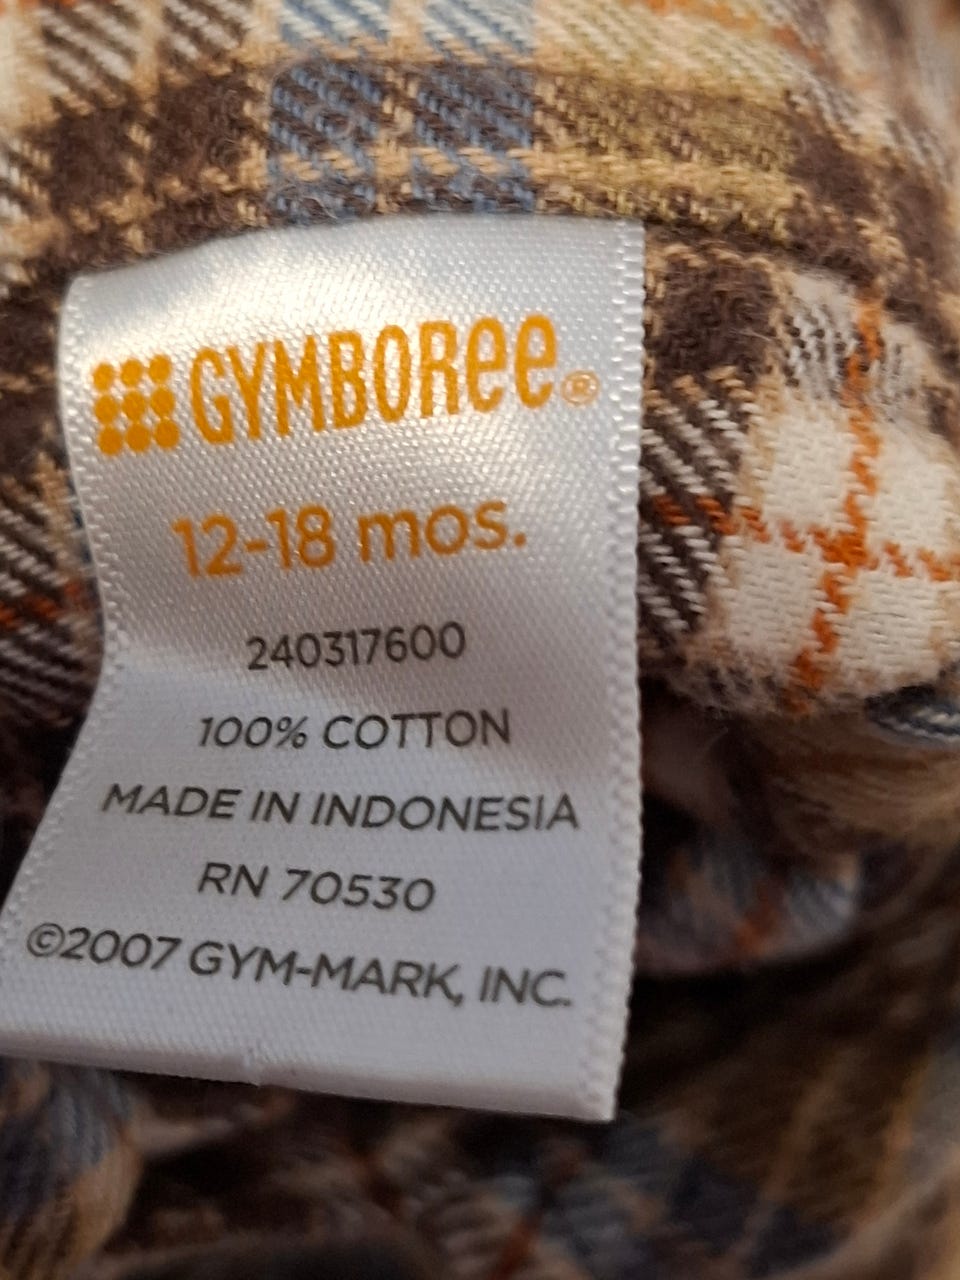 GYMBOREE®
12-18 mos.
240317600
100% COTTON
MADE IN INDONESIA
RN 70530
©2007 GYM-MARK, INC.